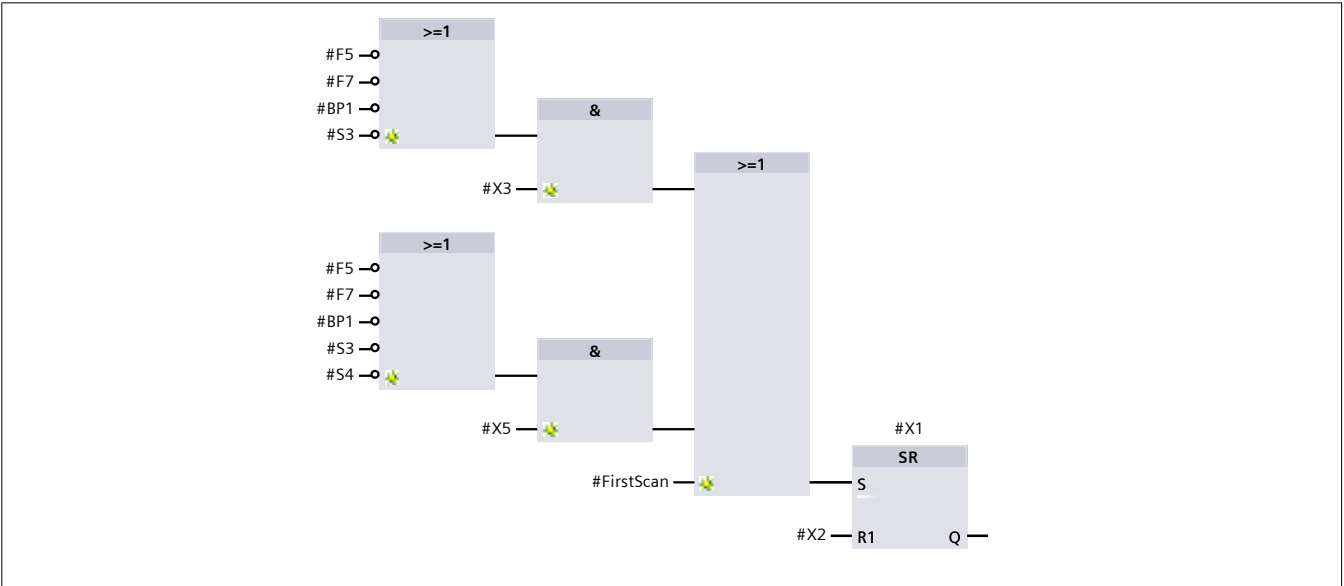 >=1
#F5
#F7
#BP1
#S3
&
#X3
>=1
>=1
#F5
#F7
#BP1
#S3
#S4
&
#X5
#FirstScan
#X1
SR
S
#X2
R1 Q